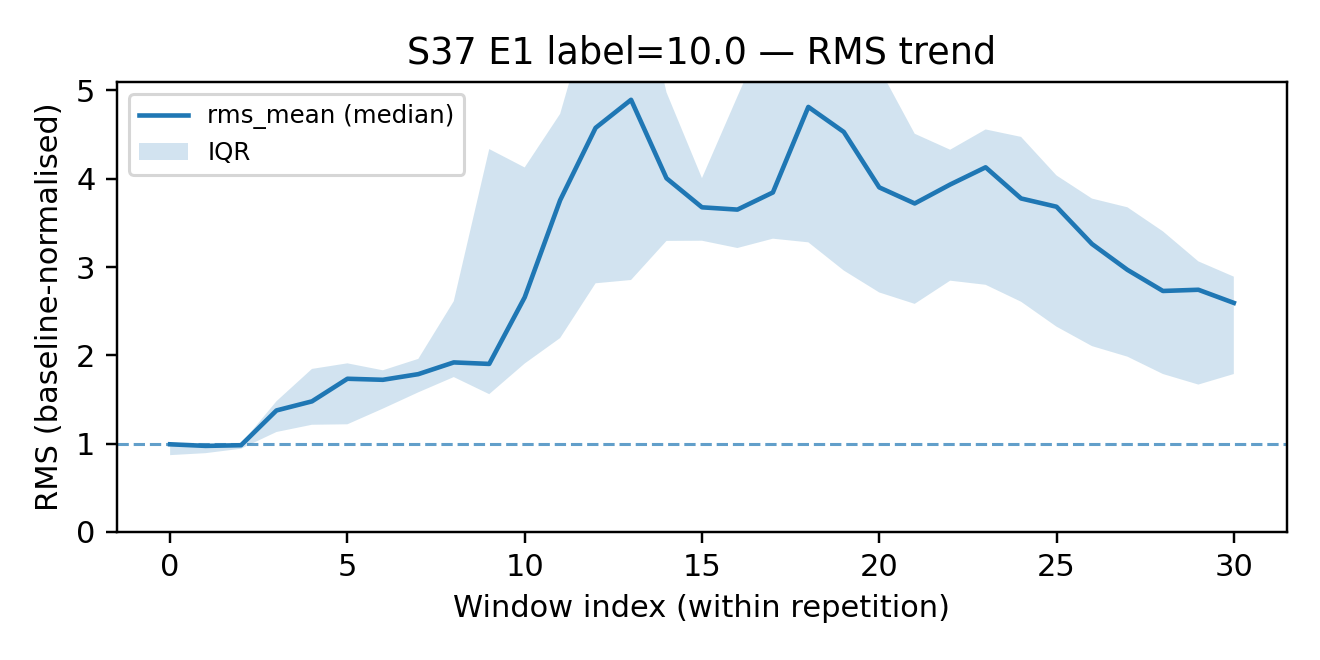 S37 E1 label=10.0 — RMS trend
rms_mean (median)
IQR
RMS (baseline-normalised)
5
4
3
2
1
0
0 5 10 15 20 25 30
Window index (within repetition)